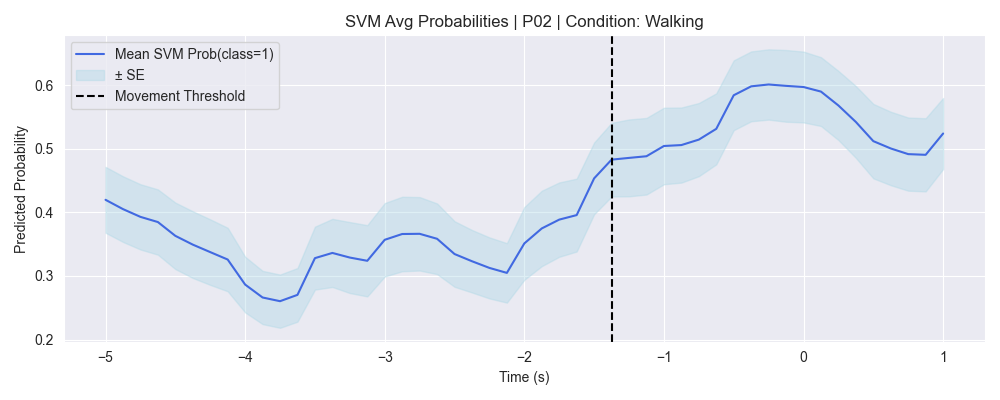 SVM Avg Probabilities | P02 | Condition: Walking
Mean SVM Prob(class=1)
± SE
Movement Threshold
Predicted Probability
0.6
0.5
0.4
0.3
0.2
−5
−4
−3
−2
−1
0
1
Time (s)